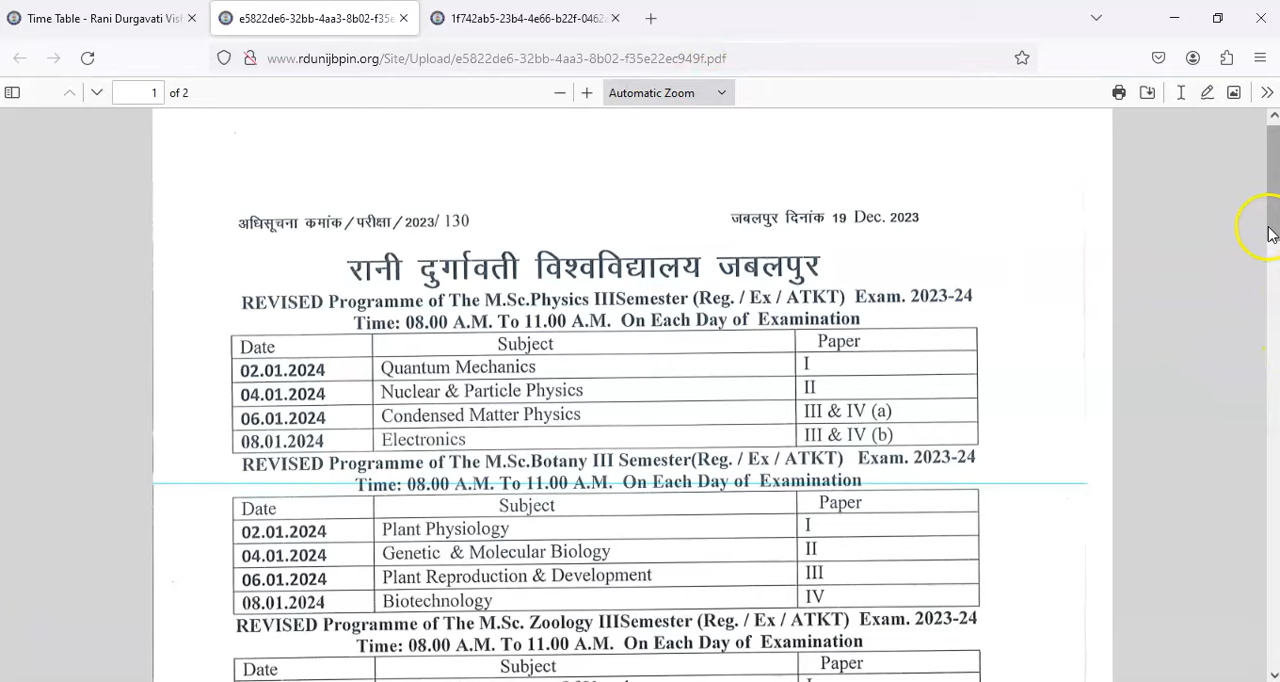 Time Table - Rani Durgavati Vish
e5822de6-32bb-4aa3-8b02-f35e
1f742ab5-23b4-4e66-b22f-0462
www.rdunijbpin.org/Site/Upload/e5822de6-32bb-4aa3-8b02-f35e22ec949f.pdf
1 of 2
Automatic Zoom
अधिसूचना कमांक/परीक्षा/2023/130
जबलपुर दिनांक 19 Dec. 2023
रानी दुर्गावती विश्वविद्यालय जबलपुर
REVISED Programme of The M.Sc.Physics IIISemester (Reg. / Ex / ATKT) Exam. 2023-24
Time: 08.00 A.M. To 11.00 A.M. On Each Day of Examination
Date Subject Paper
02.01.2024 Quantum Mechanics I
04.01.2024 Nuclear & Particle Physics II
06.01.2024 Condensed Matter Physics III & IV (a)
08.01.2024 Electronics III & IV (b)
REVISED Programme of The M.Sc.Botany III Semester(Reg. / Ex / ATKT) Exam. 2023-24
Time: 08.00 A.M. To 11.00 A.M. On Each Day of Examination
Date Subject Paper
02.01.2024 Plant Physiology I
04.01.2024 Genetic & Molecular Biology II
06.01.2024 Plant Reproduction & Development III
08.01.2024 Biotechnology IV
REVISED Programme of The M.Sc. Zoology IIISemester (Reg. / Ex / ATKT) Exam. 2023-24
Time: 08.00 A.M. To 11.00 A.M. On Each Day of Examination
Date Subject Paper